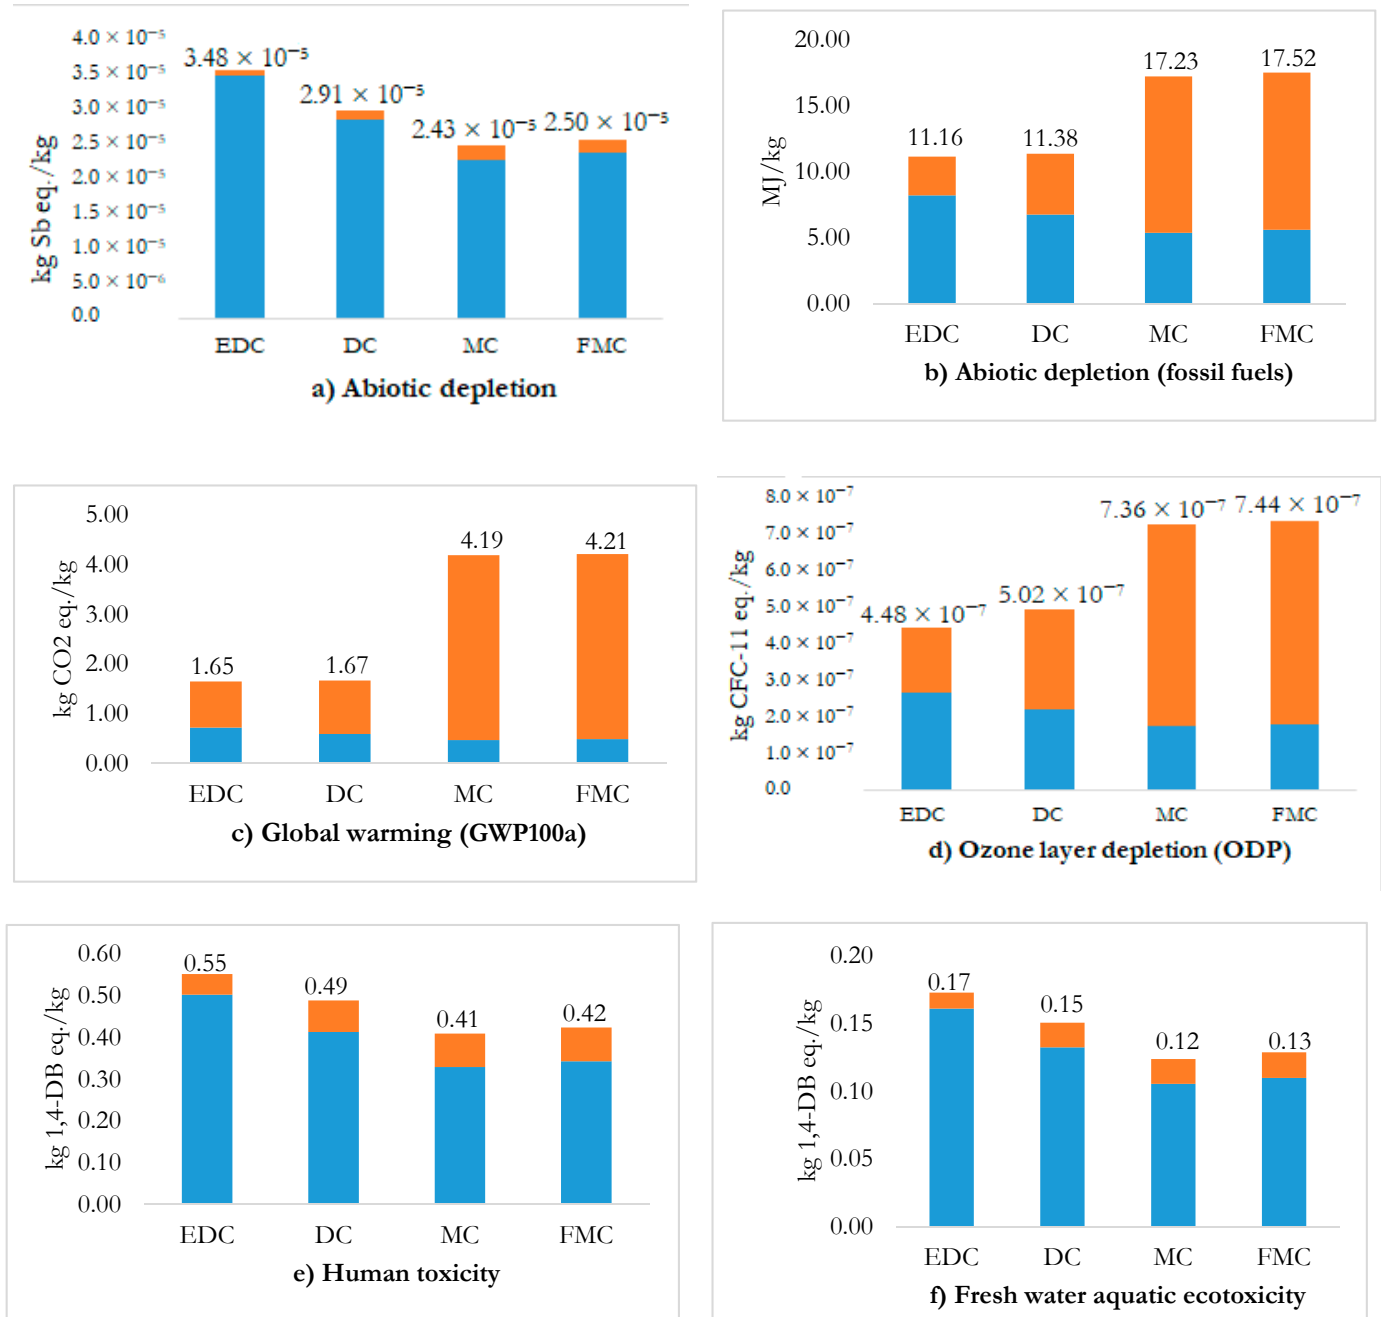 4.0 × 10⁻⁵
3.5 × 10⁻⁵
3.0 × 10⁻⁵
2.5 × 10⁻⁵
2.0 × 10⁻⁵
1.5 × 10⁻⁵
1.0 × 10⁻⁵
5.0 × 10⁻⁶
0.0
kg Sb eq./kg
3.48 × 10⁻⁵
2.91 × 10⁻⁵
2.43 × 10⁻⁵
2.50 × 10⁻⁵
EDC DC MC FMC
a) Abiotic depletion
20.00
15.00
10.00
5.00
0.00
MJ/kg
11.16
11.38
17.23
17.52
EDC DC MC FMC
b) Abiotic depletion (fossil fuels)
5.00
4.00
3.00
2.00
1.00
0.00
kg CO2 eq./kg
1.65
1.67
4.19
4.21
EDC DC MC FMC
c) Global warming (GWP100a)
8.0 × 10⁻⁷
7.0 × 10⁻⁷
6.0 × 10⁻⁷
5.0 × 10⁻⁷
4.0 × 10⁻⁷
3.0 × 10⁻⁷
2.0 × 10⁻⁷
1.0 × 10⁻⁷
0.0
kg CFC-11 eq./kg
4.48 × 10⁻⁷
5.02 × 10⁻⁷
7.36 × 10⁻⁷
7.44 × 10⁻⁷
EDC DC MC FMC
d) Ozone layer depletion (ODP)
0.60
0.50
0.40
0.30
0.20
0.10
0.00
kg 1,4-DB eq./kg
0.55
0.49
0.41
0.42
EDC DC MC FMC
e) Human toxicity
0.20
0.15
0.10
0.05
0.00
kg 1,4-DB eq./kg
0.17
0.15
0.12
0.13
EDC DC MC FMC
f) Fresh water aquatic ecotoxicity